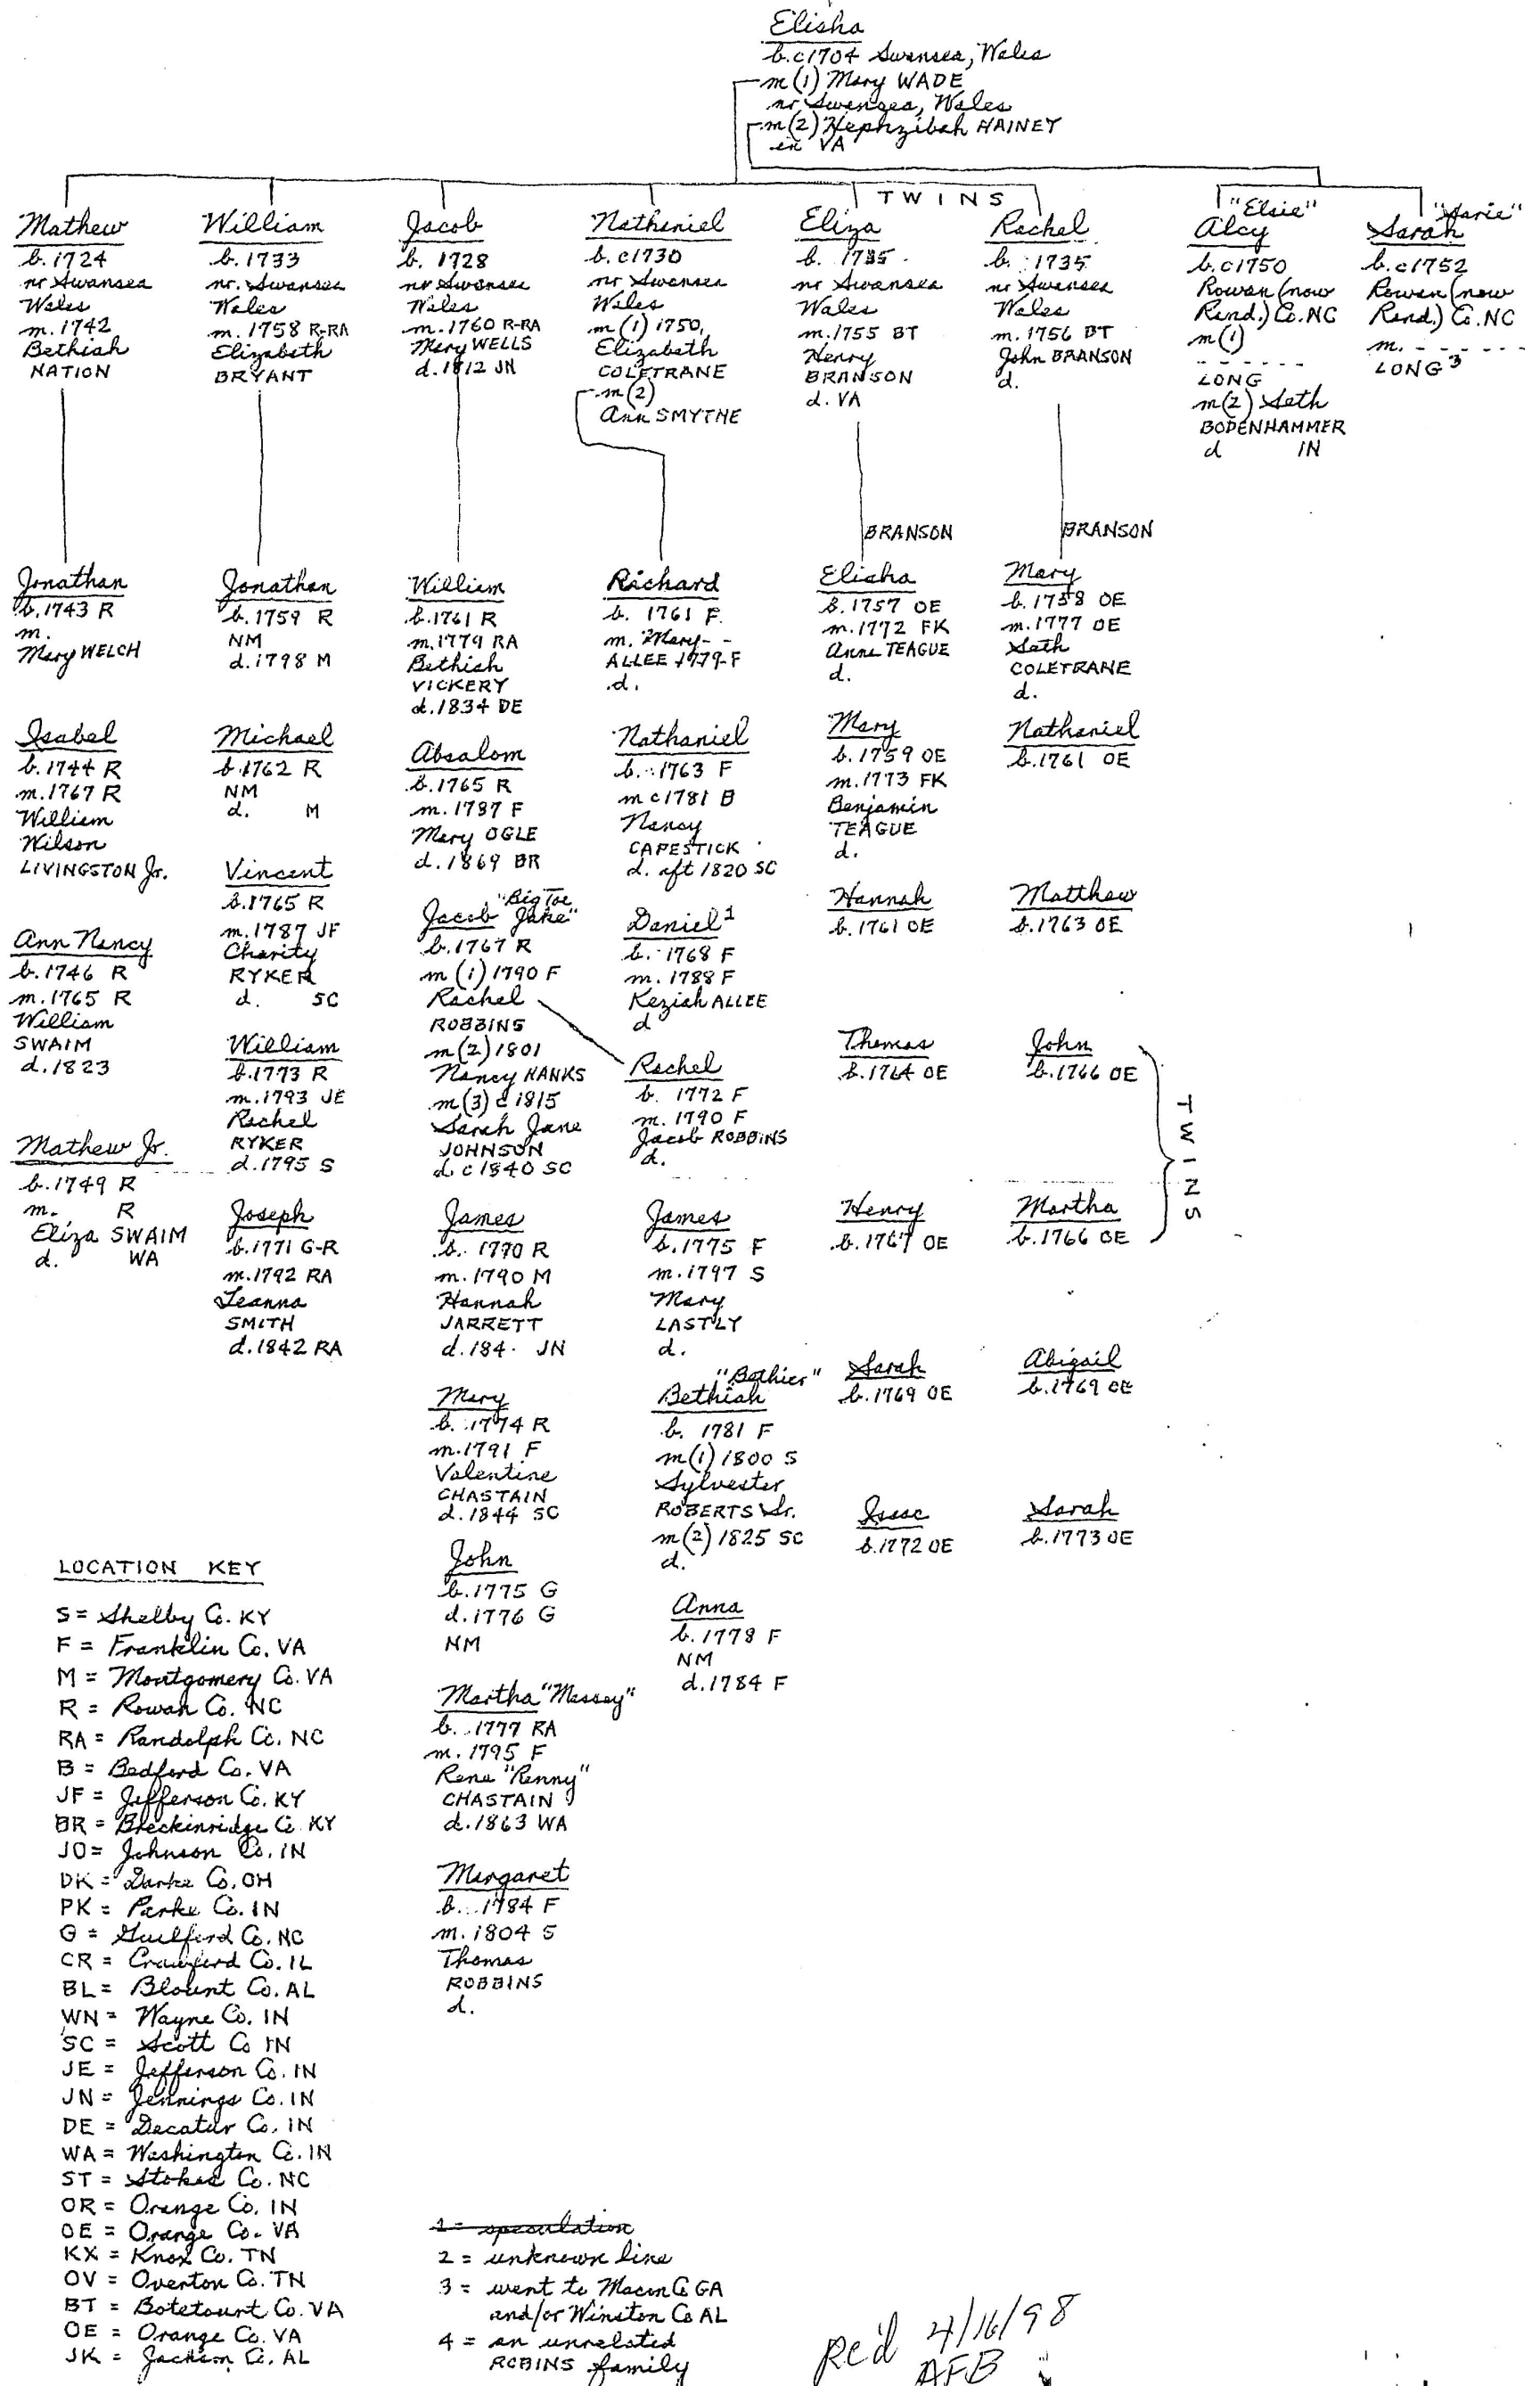 Elisha
b.c1704 Swansea, Wales
m(1) Mary WADE
nr Swansea, Wales
m(2) Hephzibah HAINEY
in VA
TWINS
Mathew
b. 1724
nr Swansea
Wales
m. 1742
Bethiah
NATION
William
b. 1733
nr. Swansea
Wales
m. 1758 R-RA
Elizabeth
BRYANT
Jacob
b. 1728
nr Swansea
Wales
m. 1760 R-RA
Mary WELLS
d. 1812 JN
Nathaniel
b. c1730
nr Swansea
Wales
m(1) 1750,
Elizabeth
COLETRANE
m(2)
Ann SMYTHE
Eliza
b. 1735
nr Swansea
Wales
m. 1755 BT
Henry
BRANSON
d. VA
Rachel
b. 1735
nr Swansea
Wales
m. 1756 BT
John BRANSON
d.
"Elsie"
Alcy
b. c1750
Rowan (now
Rand.) Co. NC
m(1)
- - - - -
LONG
m(2) Seth
BODENHAMMER
d IN
"Sarie"
Sarah
b. c1752
Rowan (now
Rand.) Co. NC
m. - - - - -
LONG 3
Jonathan
b. 1743 R
m.
Mary WELCH
Isabel
b. 1744 R
m. 1767 R
William
Wilson
LIVINGSTON Jr.
Ann Nancy
b. 1746 R
m. 1765 R
William
SWAIM
d. 1823
Mathew Jr.
b. 1749 R
m. R
Eliza SWAIM
d. WA
Jonathan
b. 1759 R
NM
d. 1798 M
Michael
b. 1762 R
NM
d. M
Vincent
b. 1765 R
m. 1787 JF
Charity
RYKER
d. SC
William
b. 1773 R
m. 1793 JE
Rachel
RYKER
d. 1795 S
Joseph
b. 1771 G-R
m. 1792 RA
Leanna
SMITH
d. 1842 RA
William
b. 1761 R
m. 1779 RA
Bethiah
VICKERY
d. 1834 DE
Absalom
b. 1765 R
m. 1787 F
Mary OGLE
d. 1869 BR
"Big Toe
Jacob Jake"
b. 1767 R
m (1) 1790 F
Rachel
ROBBINS
m (2) 1801
Nancy HANKS
m (3) c 1815
Sarah Jane
JOHNSON
d. c 1840 SC
James
b. 1770 R
m. 1790 M
Hannah
JARRETT
d. 184· JN
Mary
b. 1774 R
m. 1791 F
Valentine
CHASTAIN
d. 1844 SC
John
b. 1775 G
d. 1776 G
NM
Martha "Massey"
b. 1777 RA
m. 1795 F
Rene "Renny"
CHASTAIN
d. 1863 WA
Margaret
b. 1784 F
m. 1804 S
Thomas
ROBBINS
d.
Richard
b. 1761 F.
m. Mary- -
ALLEE 1779-F
d.
Nathaniel
b. 1763 F
m c1781 B
Nancy
CAPESTICK
d. aft 1820 SC
Daniel 1
b. 1768 F
m. 1788 F
Keziah ALLEE
d
Rachel
b. 1772 F
m. 1790 F
Jacob ROBBINS
d.
James
b. 1775 F
m. 1797 S
Mary
LASTLY
d.
"Bethier"
Bethiah
b. 1781 F
m(1) 1800 S
Sylvester
ROBERTS Sr.
m(2) 1825 SC
d.
Anna
b. 1778 F
NM
d. 1784 F
BRANSON
Elisha
b. 1757 OE
m. 1772 FK
Anne TEAGUE
d.
Mary
b. 1759 OE
m. 1773 FK
Benjamin
TEAGUE
d.
Hannah
b. 1761 OE
Thomas
b. 1764 OE
Henry
b. 1767 OE
Sarah
b. 1769 OE
Isaac
b. 1772 OE
BRANSON
Mary
b. 1758 OE
m. 1777 OE
Seth
COLETRANE
d.
Nathaniel
b. 1761 OE
Matthew
b. 1763 OE
John
b. 1766 OE
TWINS
Martha
b. 1766 OE
Abigail
b. 1769 OE
Sarah
b. 1773 OE
LOCATION KEY
S = Shelby Co. KY
F = Franklin Co. VA
M = Montgomery Co. VA
R = Rowan Co. NC
RA = Randolph Co. NC
B = Bedford Co. VA
JF = Jefferson Co. KY
BR = Breckinridge Co KY
JO = Johnson Co. IN
DK = Darke Co. OH
PK = Parke Co. IN
G = Guilford Co. NC
CR = Crawford Co. IL
BL = Blount Co. AL
WN = Wayne Co. IN
SC = Scott Co IN
JE = Jefferson Co. IN
JN = Jennings Co. IN
DE = Decatur Co. IN
WA = Washington Co. IN
ST = Stokes Co. NC
OR = Orange Co. IN
OE = Orange Co. VA
KX = Knox Co. TN
OV = Overton Co. TN
BT = Botetourt Co. VA
OE = Orange Co. VA
JK = Jackson Co. AL
1 = speculation
2 = unknown line
3 = went to Macon Co GA
and/or Winston Co AL
4 = an unrelated
ROBINS family
Rec'd 4/16/98
AFB